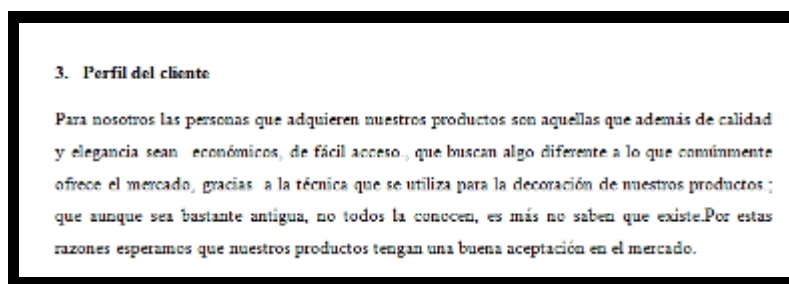 3. Perfil del cliente
Para nosotros las personas que adquieren nuestros productos son aquellas que además de calidad
y elegancia sean económicos, de fácil acceso., que buscan algo diferente a lo que comúnmente
ofrece el mercado, gracias a la técnica que se utiliza para la decoración de nuestros productos ;
que aunque sea bastante antigua, no todos la conocen, es más no saben que existe.Por estas
razones esperamos que nuestros productos tengan una buena aceptación en el mercado.